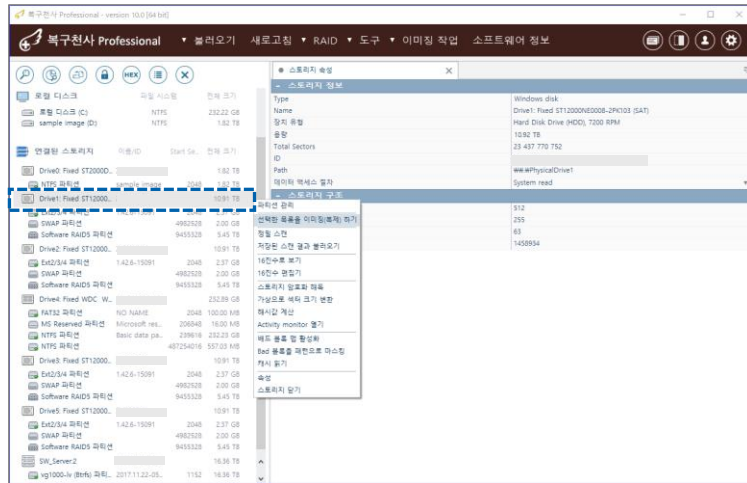 복구천사 Professional - version 10.0 [64 bit]
복구천사 Professional ▼ 불러오기 새로고침 ▼ RAID ▼ 도구 ▼ 이미징 작업 소프트웨어 정보
HEX
로컬 디스크 파일 시스템 전체 크기
로컬 디스크 (C) NTFS 232.22 GB
sample image (D) NTFS 1.82 TB
연결된 스토리지 이름/ID Start Se.. 전체 크기
Drive0: Fixed ST2000D.. 1.82 TB
NTFS 파티션 sample image 2048 1.82 TB
Drive1: Fixed ST12000.. 10.91 TB
Ext2/3/4 파티션 1.42.6-15091 2048 2.37 GB
SWAP 파티션 4982528 2.00 GB
Software RAID5 파티션 9455328 5.45 TB
Drive2: Fixed ST12000.. 10.91 TB
Ext2/3/4 파티션 1.42.6-15091 2048 2.37 GB
SWAP 파티션 4982528 2.00 GB
Software RAID5 파티션 9455328 5.45 TB
Drive4: Fixed WDC W.. 232.89 GB
FAT32 파티션 NO NAME 2048 100.00 MB
MS Reserved 파티션 Microsoft res.. 206848 16.00 MB
NTFS 파티션 Basic data pa.. 239616 232.23 GB
NTFS 파티션 487254016 557.03 MB
Drive3: Fixed ST12000.. 10.91 TB
Ext2/3/4 파티션 1.42.6-15091 2048 2.37 GB
SWAP 파티션 4982528 2.00 GB
Software RAID5 파티션 9455328 5.45 TB
Drive5: Fixed ST12000.. 10.91 TB
Ext2/3/4 파티션 1.42.6-15091 2048 2.37 GB
SWAP 파티션 4982528 2.00 GB
Software RAID5 파티션 9455328 5.45 TB
SW_Server2 16.36 TB
vg1000-lv (Btrfs) 파티.. 2017.11.22-05.. 1152 16.36 TB
스토리지 속성
스토리지 정보
Type Windows disk
Name Drive1: Fixed ST12000NE0008-2PK103 (SATI)
장치 유형 Hard Disk Drive (HDD), 7200 RPM
용량 10.92 TB
Total Sectors 23 437 770 752
ID
Path ₩₩.₩PhysicalDrive1
데이터 액세스 절차 System read
스토리지 구조
512
255
63
1458934
파티션 관리
선택한 목록을 이미징(복제) 하기
정밀 스캔
저장된 스캔 결과 불러오기
16진수로 보기
16진수 편집기
스토리지 암호화 해독
가상으로 섹터 크기 변환
해시값 계산
Activity monitor 열기
배드 블록 맵 활성화
Bad 블록을 패턴으로 마스킹
캐시 읽기
속성
스토리지 닫기